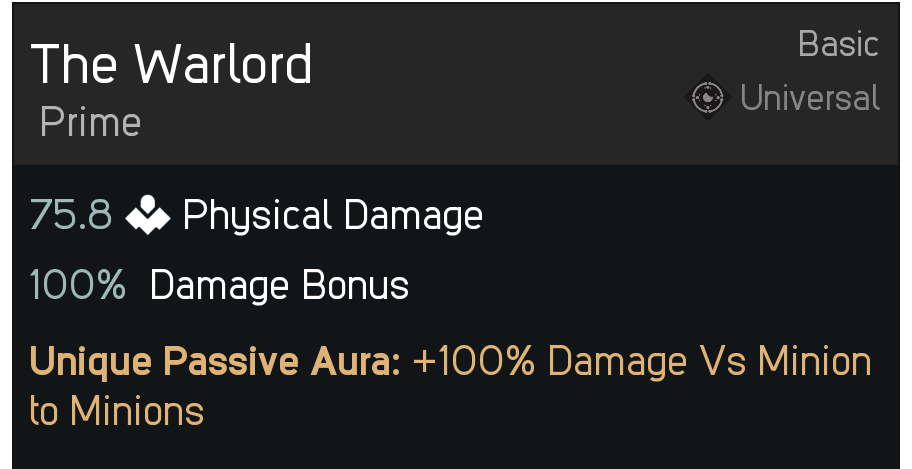 The Warlord
Basic
Prime
Universal
75.8 Physical Damage
100% Damage Bonus
Unique Passive Aura: +100% Damage Vs Minion
to Minions